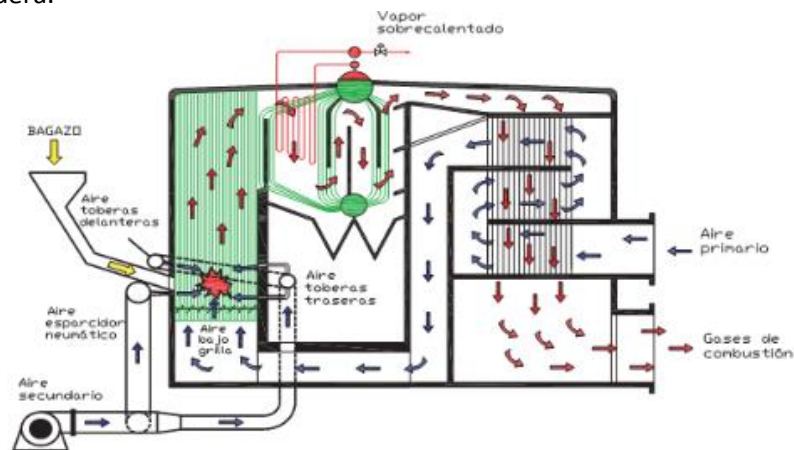 Vapor
sobrecalentado
BAGAZO
Aire
toberas
delanteras
Aire
primario
Aire
toberas
traseras
Aire
esparcidor
neumático
Aire
bajo
grilla
Gases de
combustión
Aire
secundario